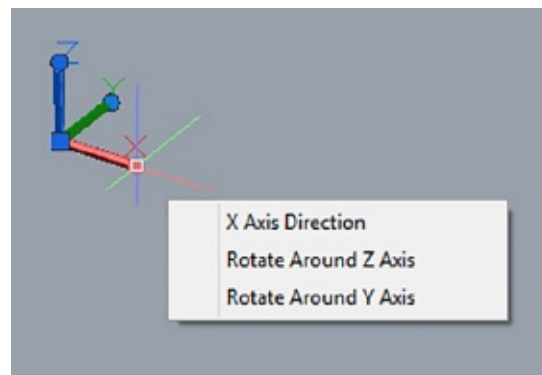 Z
Y
X
X Axis Direction
Rotate Around Z Axis
Rotate Around Y Axis